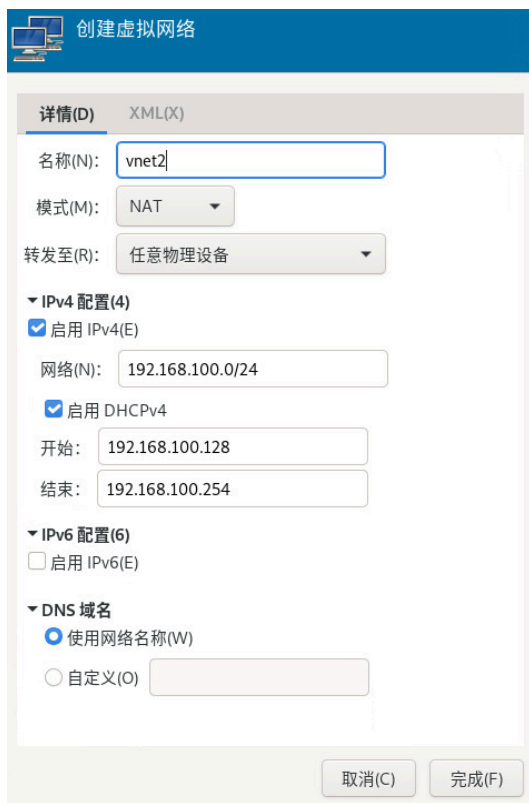 创建虚拟网络
详情(D) XML(X)
名称(N): vnet2
模式(M): NAT
转发至(R): 任意物理设备
IPv4 配置(4)
启用 IPv4(E)
网络(N): 192.168.100.0/24
启用 DHCPv4
开始: 192.168.100.128
结束: 192.168.100.254
IPv6 配置(6)
启用 IPv6(E)
DNS 域名
使用网络名称(W)
自定义(O)
取消(C) 完成(F)